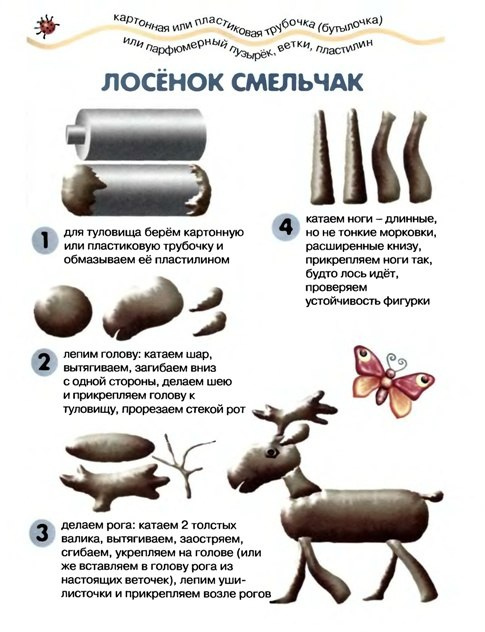 картонная или пластиковая трубочка (бутылочка)
или парфюмерный пузырёк, ветки, пластилин
ЛОСЁНОК СМЕЛЬЧАК
1
для туловища берём картонную
или пластиковую трубочку и
обмазываем её пластилином
2
лепим голову: катаем шар,
вытягиваем, загибаем вниз
с одной стороны, делаем шею
и прикрепляем голову к
туловищу, прорезаем стекой рот
3
делаем рога: катаем 2 толстых
валика, вытягиваем, заостряем,
сгибаем, укрепляем на голове (или
же вставляем в голову рога из
настоящих веточек), лепим уши-
листочки и прикрепляем возле рогов
4
катаем ноги – длинные,
но не тонкие морковки,
расширенные книзу,
прикрепляем ноги так,
будто лось идёт,
проверяем
устойчивость фигурки